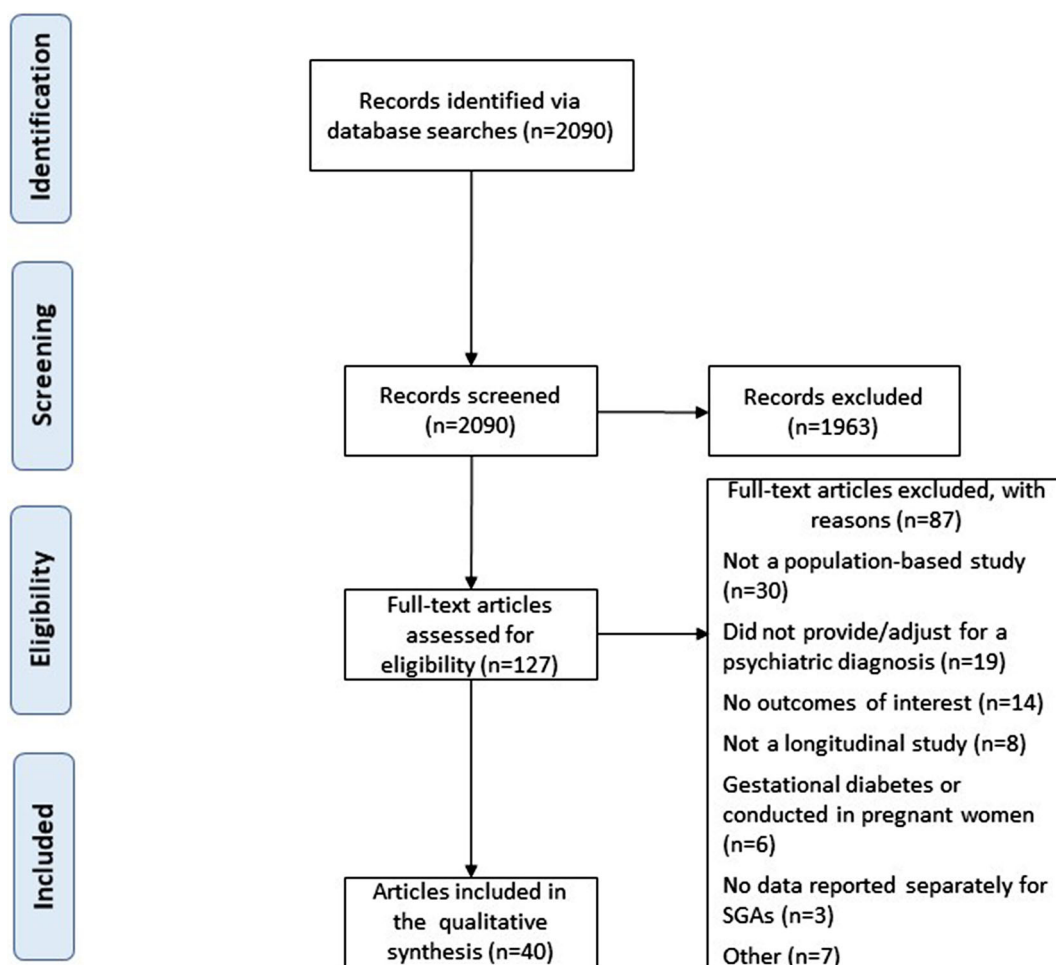 Identification
Records identified via
database searches (n=2090)
Screening
Records screened
(n=2090)
Records excluded
(n=1963)
Eligibility
Full-text articles
assessed for
eligibility (n=127)
Full-text articles excluded, with
reasons (n=87)
Not a population-based study
(n=30)
Did not provide/adjust for a
psychiatric diagnosis (n=19)
No outcomes of interest (n=14)
Not a longitudinal study (n=8)
Gestational diabetes or
conducted in pregnant women
(n=6)
No data reported separately for
SGAs (n=3)
Other (n=7)
Included
Articles included in
the qualitative
synthesis (n=40)